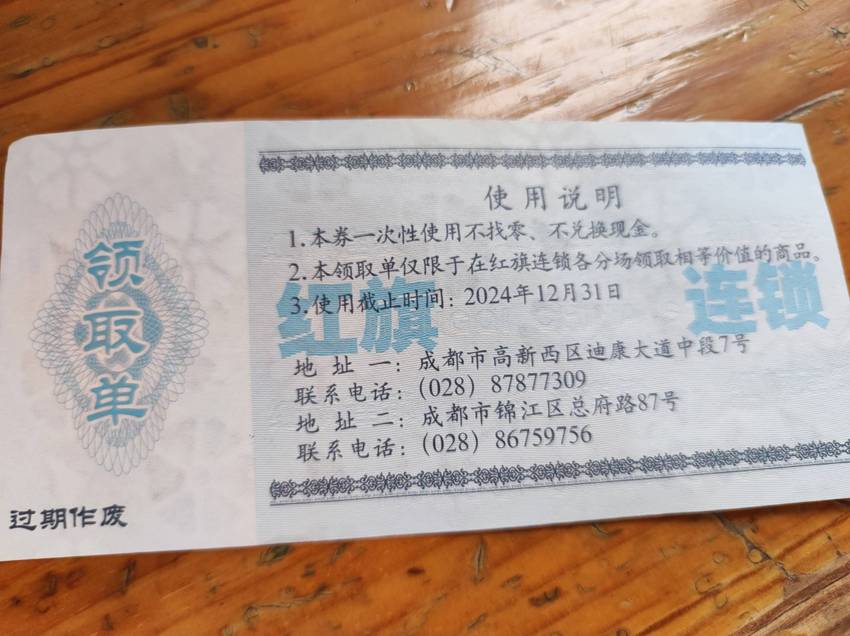 领取单
过期作废
使用说明
1.本券一次性使用不找零、不兑换现金。
2.本领取单仅限于在红旗连锁各分场领取相等价值的商品。
3.使用截止时间：2024年12月31日
红旗 连锁
地址一：成都市高新西区迪康大道中段7号
联系电话：（028）87877309
地址二：成都市锦江区总府路87号
联系电话：（028）86759756